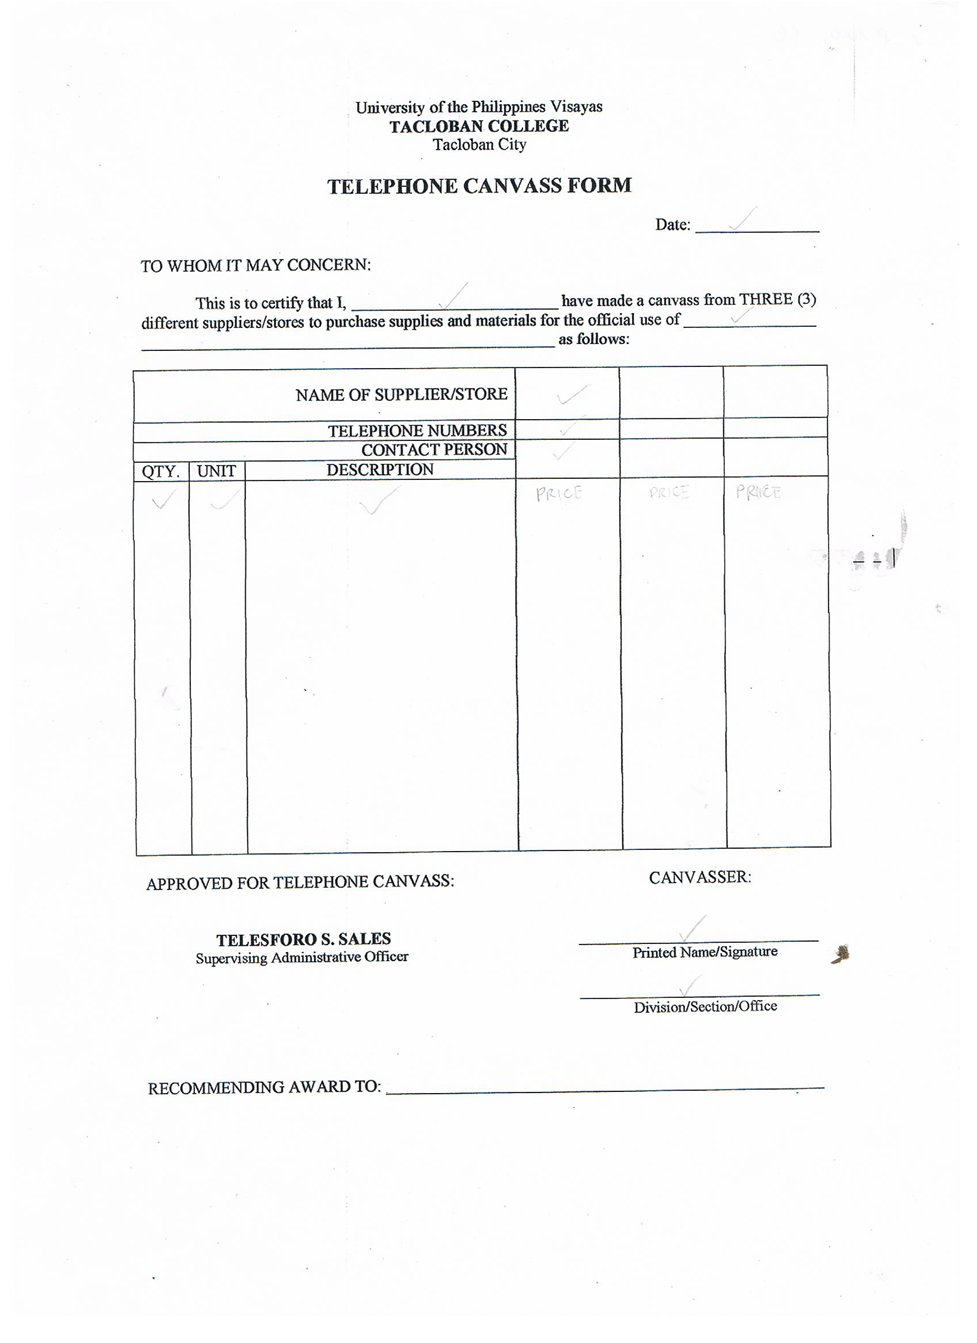 University of the Philippines Visayas
TACLOBAN COLLEGE
Tacloban City
TELEPHONE CANVASS FORM
Date: ✓
TO WHOM IT MAY CONCERN:
This is to certify that I, ✓ have made a canvass from THREE (3)
different suppliers/stores to purchase supplies and materials for the official use of ✓
as follows:
NAME OF SUPPLIER/STORE ✓
TELEPHONE NUMBERS ✓
CONTACT PERSON ✓
QTY. UNIT DESCRIPTION
✓ ✓ ✓ PRICE PRICE PRICE
APPROVED FOR TELEPHONE CANVASS: CANVASSER:
TELESFORO S. SALES ✓
Supervising Administrative Officer Printed Name/Signature
✓
Division/Section/Office
RECOMMENDING AWARD TO: